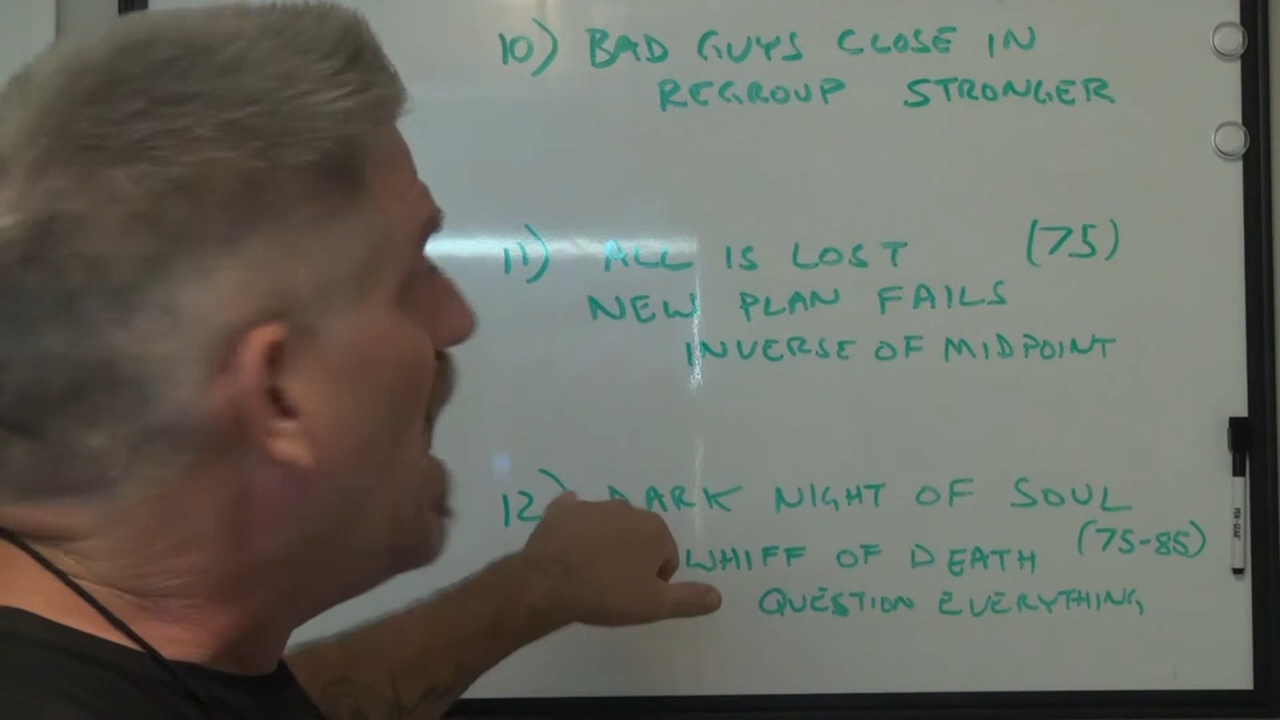 10) BAD GUYS CLOSE IN
REGROUP STRONGER
11) ALL IS LOST (75)
NEW PLAN FAILS
INVERSE OF MIDPOINT
12) DARK NIGHT OF SOUL
(75-85)
WHIFF OF DEATH
QUESTION EVERYTHING